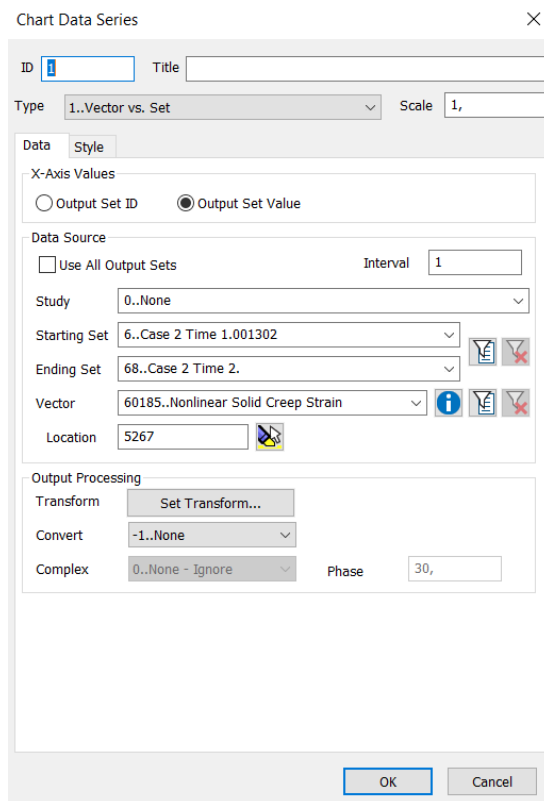 Chart Data Series
ID 1 Title
Type 1..Vector vs. Set Scale 1,
Data Style
X-Axis Values
Output Set ID Output Set Value
Data Source
Use All Output Sets Interval 1
Study 0..None
Starting Set 6..Case 2 Time 1.001302
Ending Set 68..Case 2 Time 2.
Vector 60185..Nonlinear Solid Creep Strain
Location 5267
Output Processing
Transform Set Transform...
Convert -1..None
Complex 0..None - Ignore Phase 30,
OK Cancel